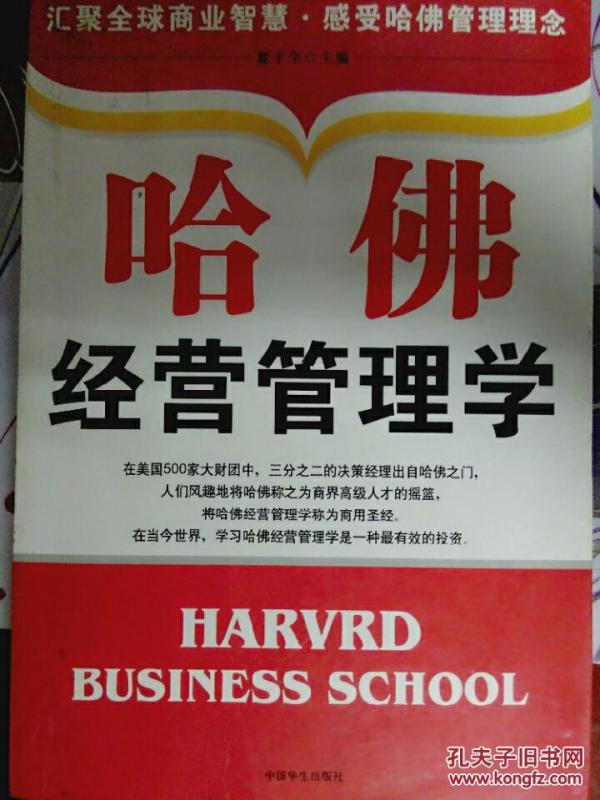 汇聚全球商业智慧·感受哈佛管理理念
夏于全◎主编
哈佛
经营管理学
在美国500家大财团中，三分之二的决策经理出自哈佛之门，
人们风趣地将哈佛称之为商界高级人才的摇篮，
将哈佛经营管理学称为商用圣经。
在当今世界，学习哈佛经营管理学是一种最有效的投资。
HARVRD
BUSINESS SCHOOL
中国华生出版社
孔夫子旧书网
www.kongfz.com